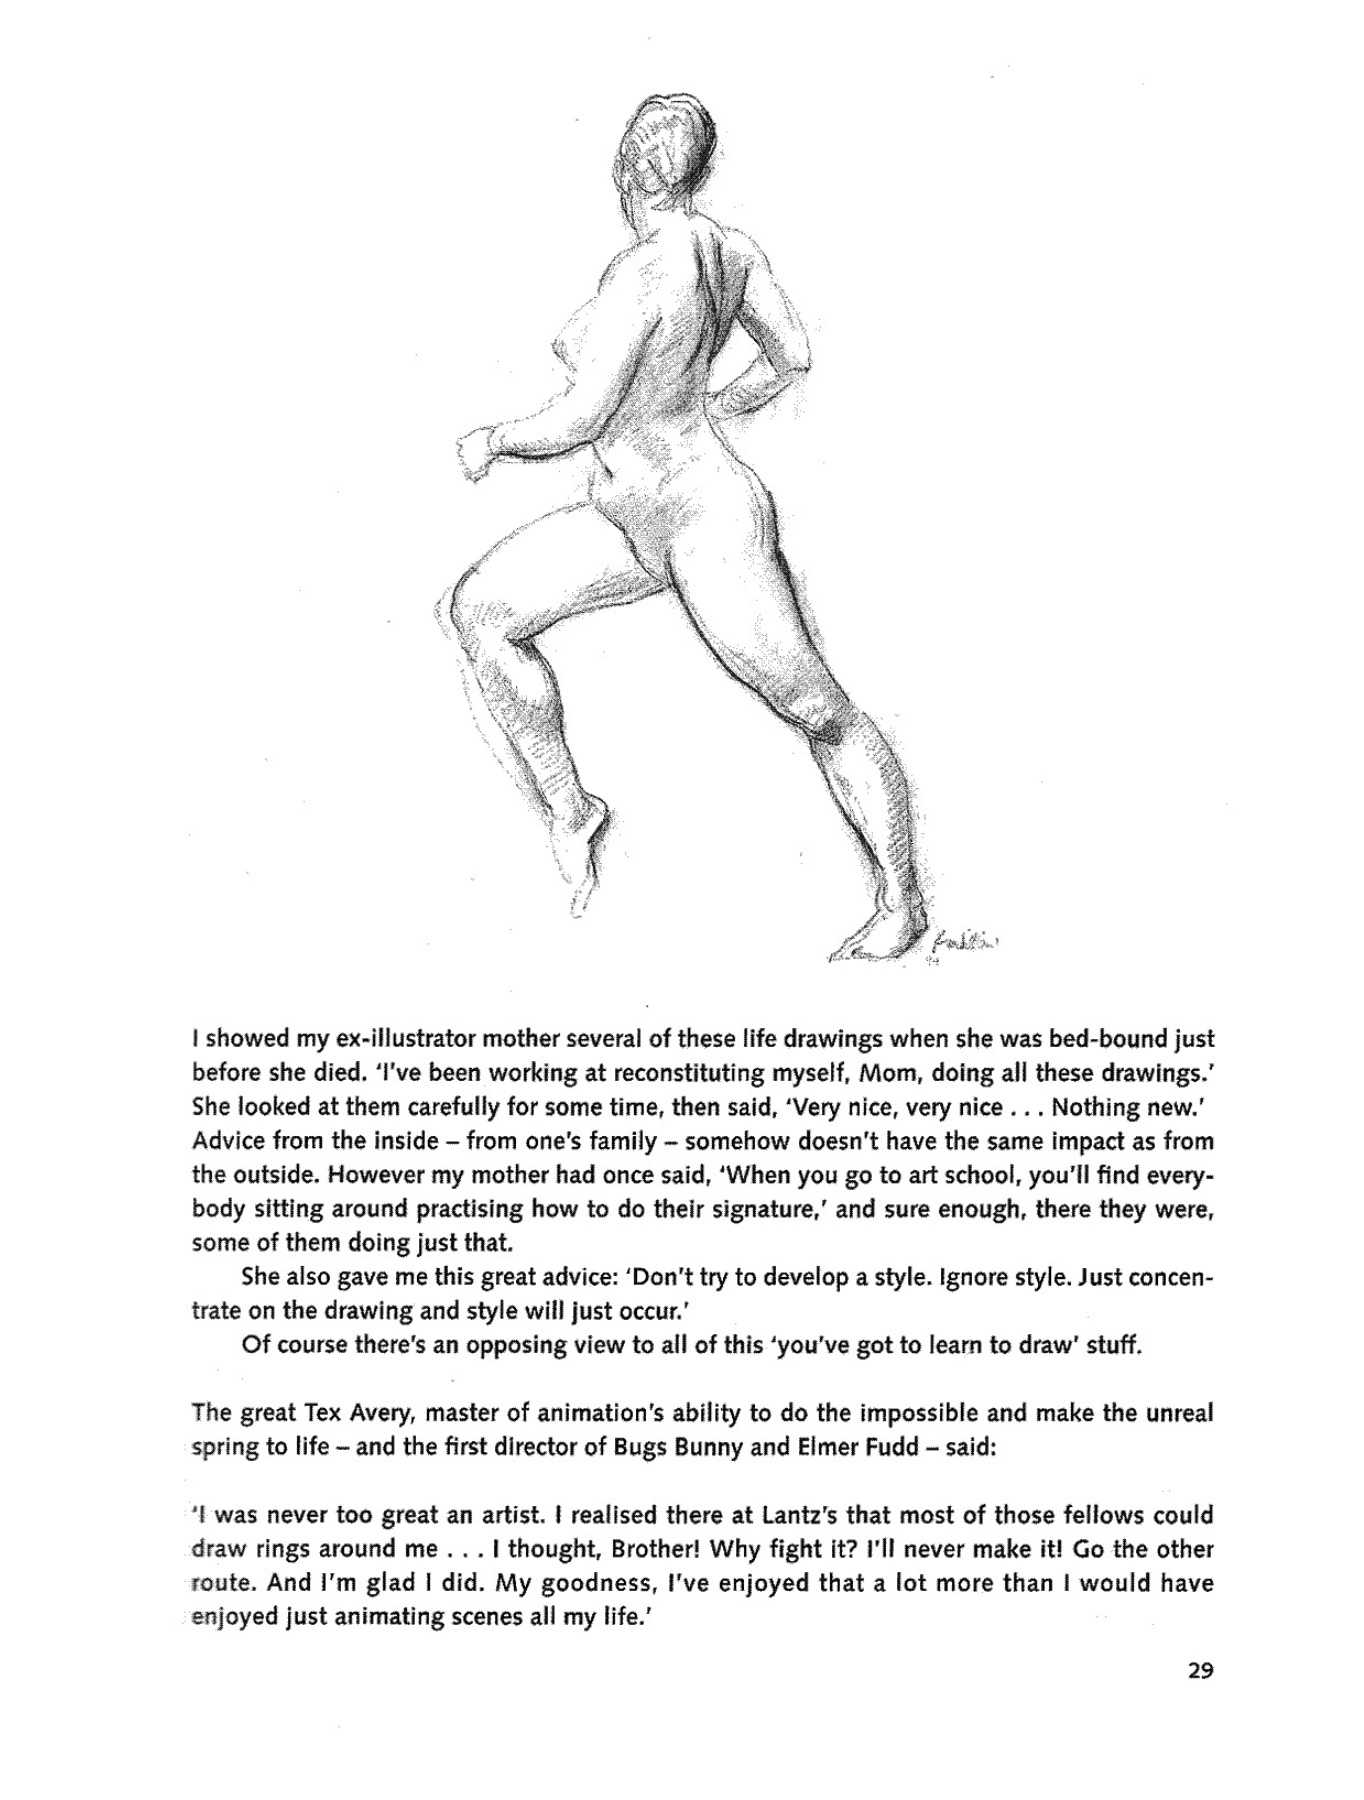 94
I showed my ex-illustrator mother several of these life drawings when she was bed-bound just
before she died. ‘I've been working at reconstituting myself, Mom, doing all these drawings.’
She looked at them carefully for some time, then said, ‘Very nice, very nice . . . Nothing new.’
Advice from the inside – from one's family – somehow doesn't have the same impact as from
the outside. However my mother had once said, ‘When you go to art school, you'll find every-
body sitting around practising how to do their signature,’ and sure enough, there they were,
some of them doing just that.
She also gave me this great advice: ‘Don't try to develop a style. Ignore style. Just concen-
trate on the drawing and style will just occur.’
Of course there's an opposing view to all of this ‘you've got to learn to draw’ stuff.
The great Tex Avery, master of animation's ability to do the impossible and make the unreal
spring to life – and the first director of Bugs Bunny and Elmer Fudd – said:
‘I was never too great an artist. I realised there at Lantz's that most of those fellows could
draw rings around me . . . I thought, Brother! Why fight it? I'll never make it! Go the other
route. And I'm glad I did. My goodness, I've enjoyed that a lot more than I would have
enjoyed just animating scenes all my life.’
29